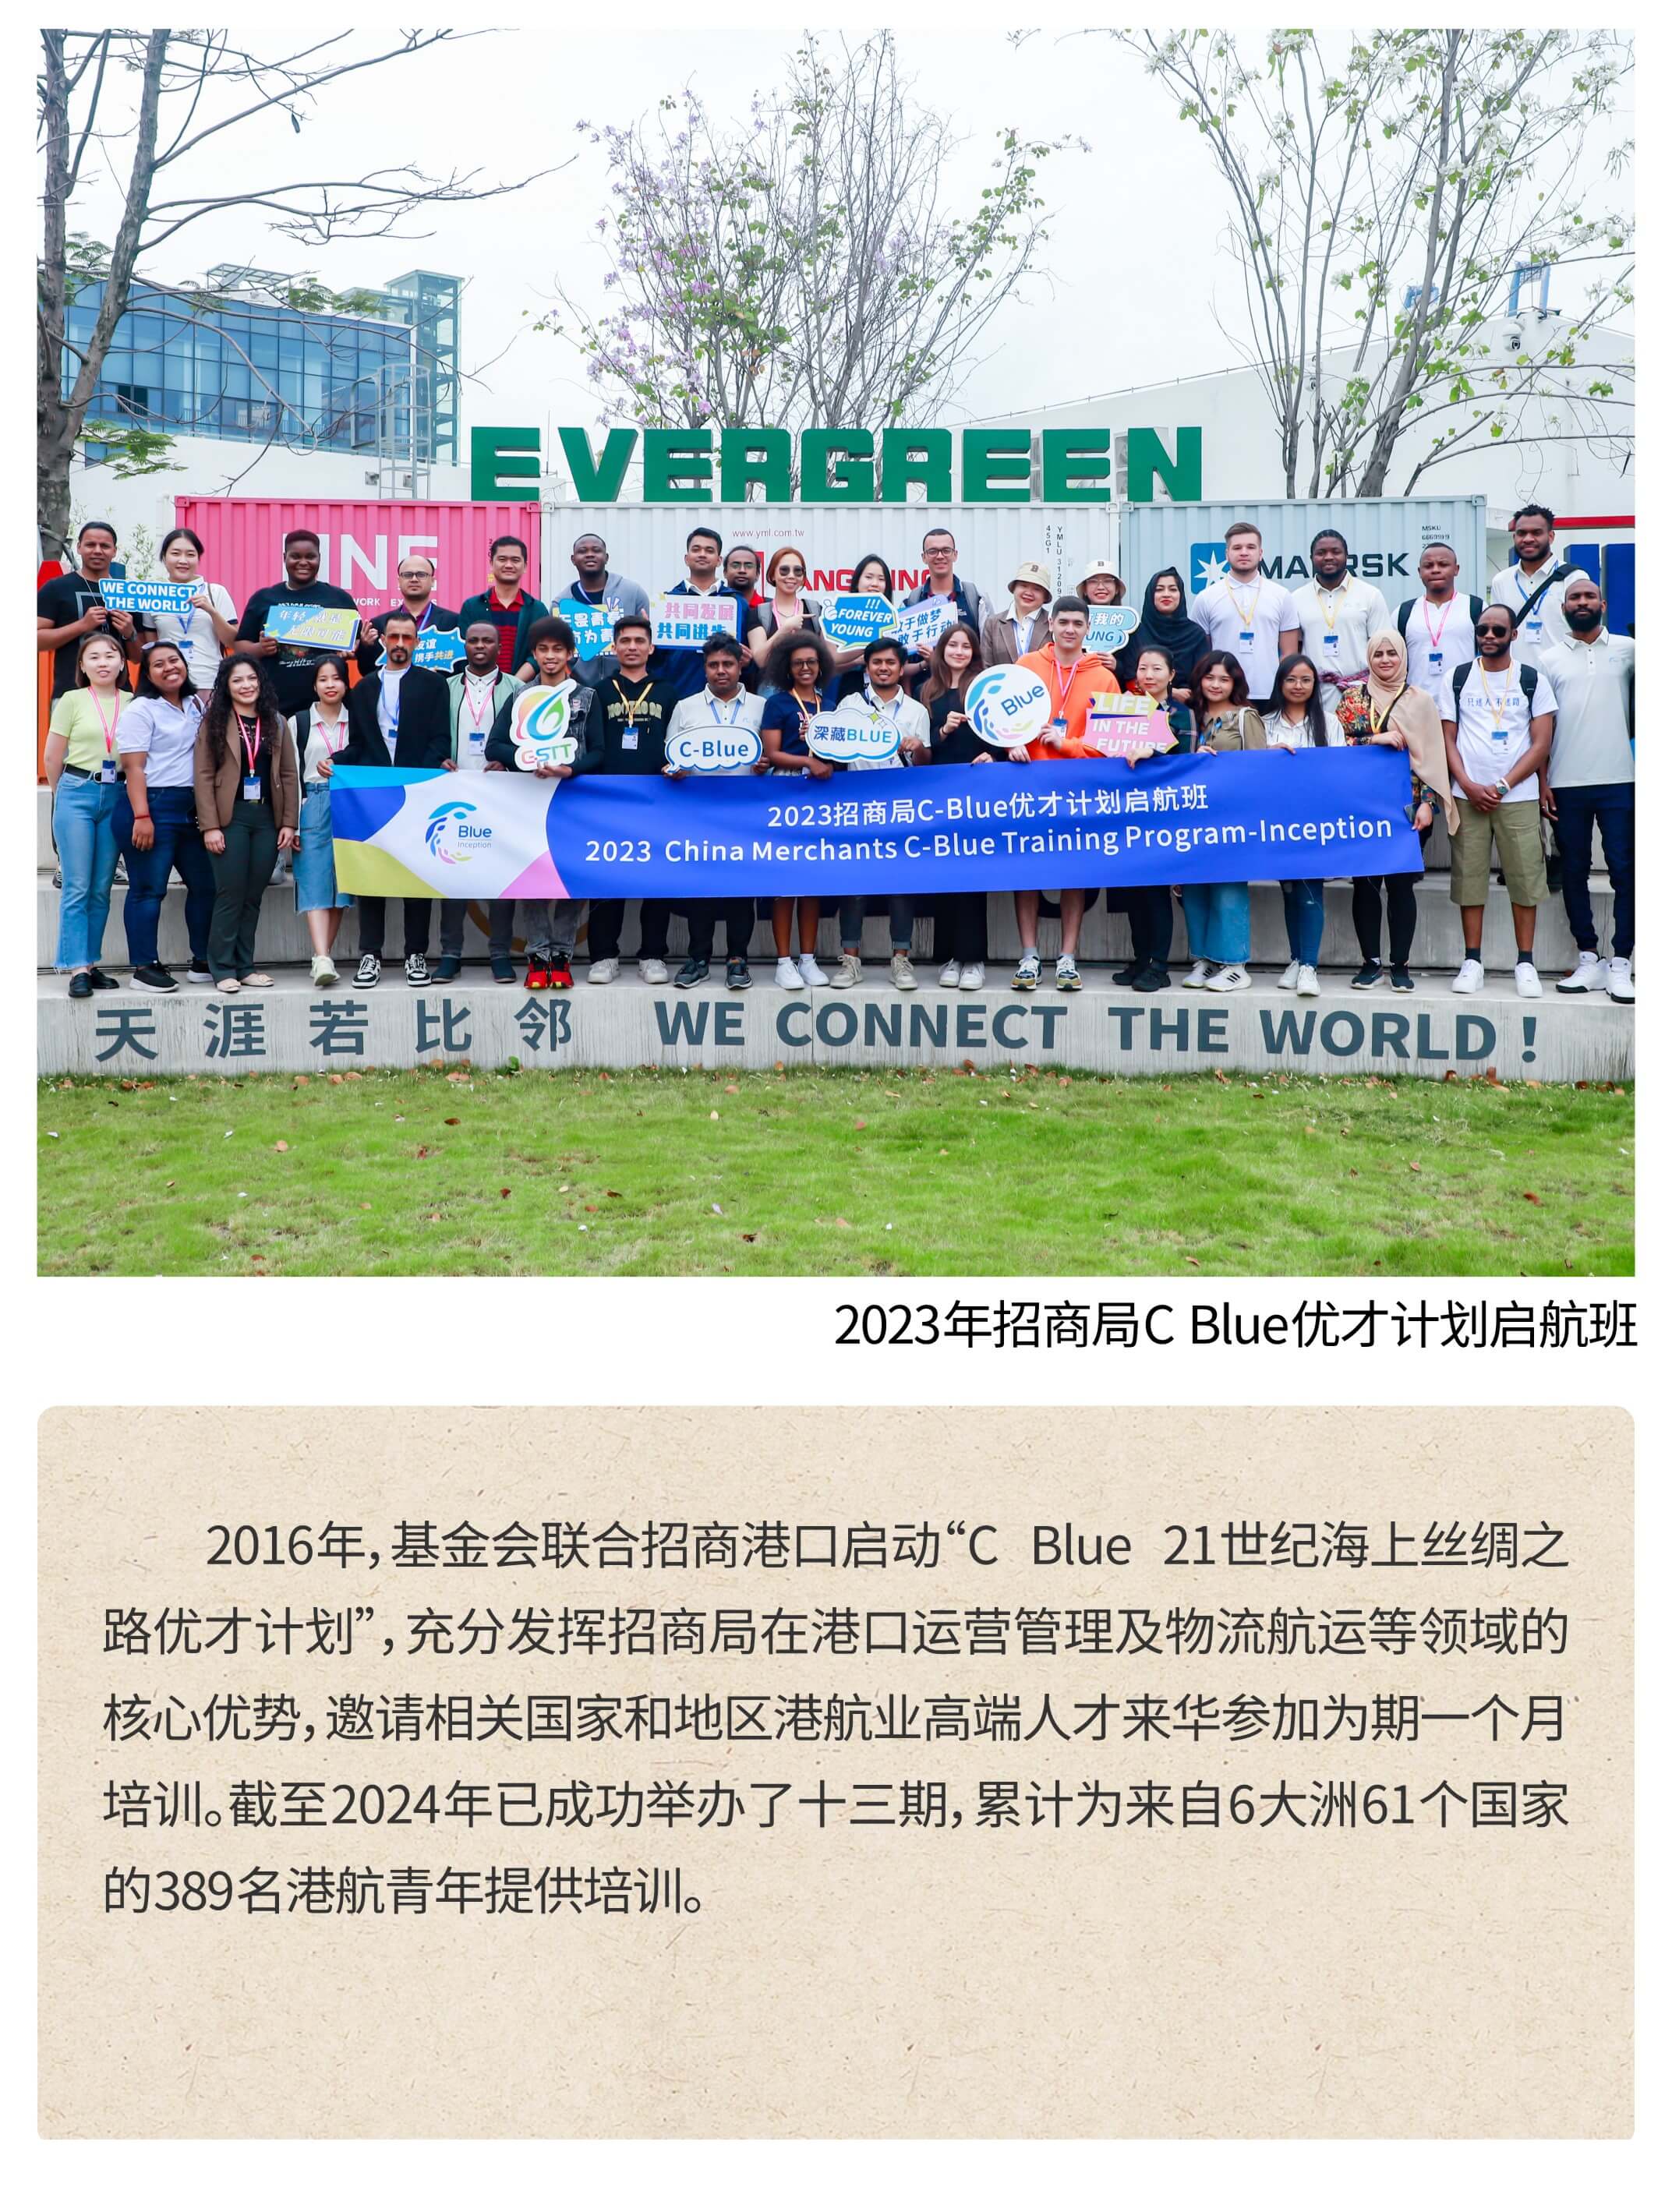 EVERGREEN
www.yml.com.tw
MAERSK
WE CONNECT
THE WORLD
共同发展
共同进步
!!!
FOREVER
YOUNG
GSTT
C-Blue
深藏BLUE
Blue
LIFE
IN THE
FUTURE
Blue
Inception
2023招商局C-Blue优才计划启航班
2023 China Merchants C-Blue Training Program-Inception
天涯若比邻 WE CONNECT THE WORLD!
2023年招商局C Blue优才计划启航班
2016年,基金会联合招商港口启动“C Blue 21世纪海上丝绸之
路优才计划”,充分发挥招商局在港口运营管理及物流航运等领域的
核心优势,邀请相关国家和地区港航业高端人才来华参加为期一个月
培训。截至2024年已成功举办了十三期,累计为来自6大洲61个国家
的389名港航青年提供培训。